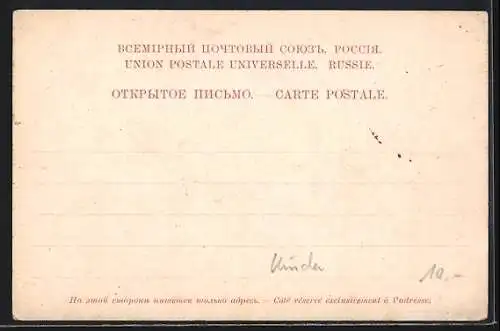 ВСЕМІРНЫЙ ПОЧТОВЫЙ СОЮЗЪ, РОССІЯ.
UNION POSTALE UNIVERSELLE, RUSSIE.
ОТКРЫТОЕ ПИСЬМО. — CARTE POSTALE.
Kinder
10.-
На этой сторонѣ пишется только адресъ. — Côté réservé exclusivement à l'adresse.